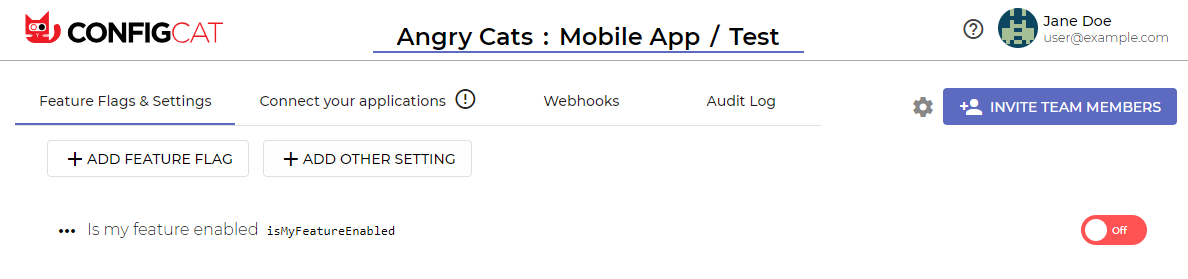 CONFIGCAT
Angry Cats : Mobile App / Test
Jane Doe
user@example.com
Feature Flags & Settings
Connect your applications
Webhooks
Audit Log
INVITE TEAM MEMBERS
ADD FEATURE FLAG
ADD OTHER SETTING
Is my feature enabled isMyFeatureEnabled
Off